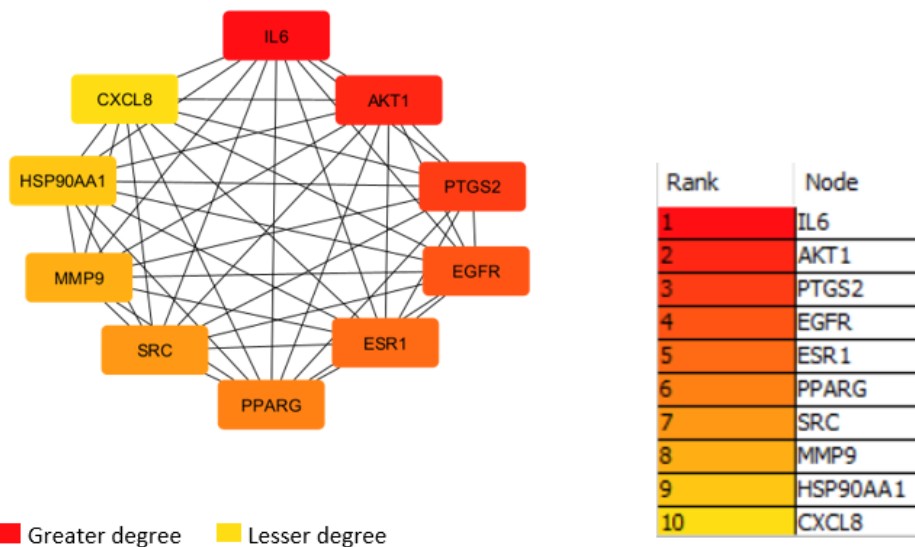 IL6
CXCL8
AKT1
HSP90AA1
PTGS2
MMP9
EGFR
SRC
ESR1
PPARG
Greater degree
Lesser degree
Rank Node
1 IL6
2 AKT1
3 PTGS2
4 EGFR
5 ESR1
6 PPARG
7 SRC
8 MMP9
9 HSP90AA1
10 CXCL8